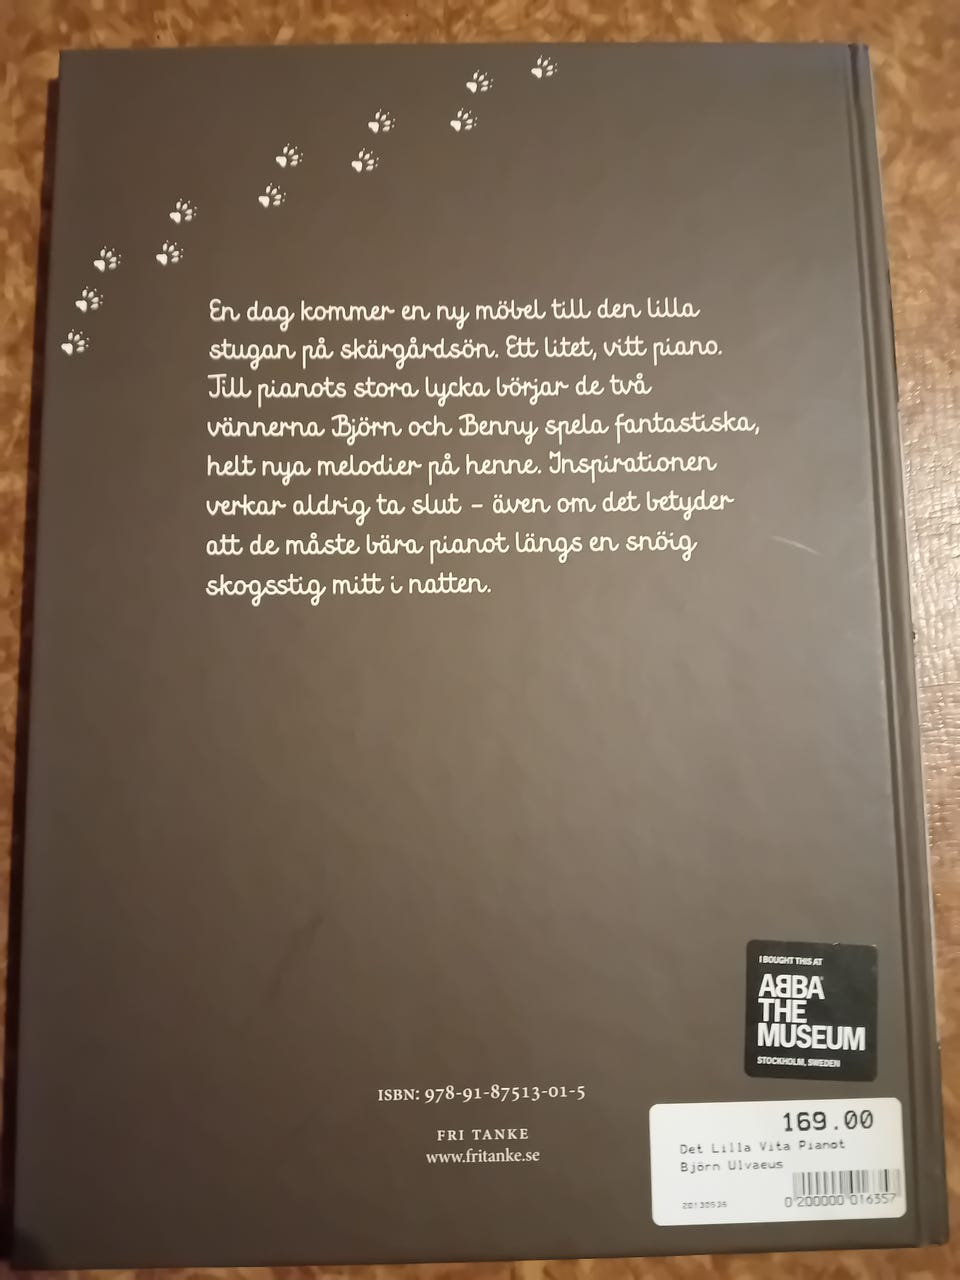 En dag kommer en ny möbel till den lilla
stugan på skärgårdsön. Ett litet, vitt piano.
Till pianots stora lycka börjar de två
vännerna Björn och Benny spela fantastiska,
helt nya melodier på henne. Inspirationen
verkar aldrig ta slut – även om det betyder
att de måste bära pianot längs en snöig
skogsstig mitt i natten.
I BOUGHT THIS AT
ABBA
THE
MUSEUM
STOCKHOLM, SWEDEN
ISBN: 978-91-87513-01-5
FRI TANKE
www.fritanke.se
169.00
Det Lilla Vita Pianot
Björn Ulvaeus
0 200000 016357